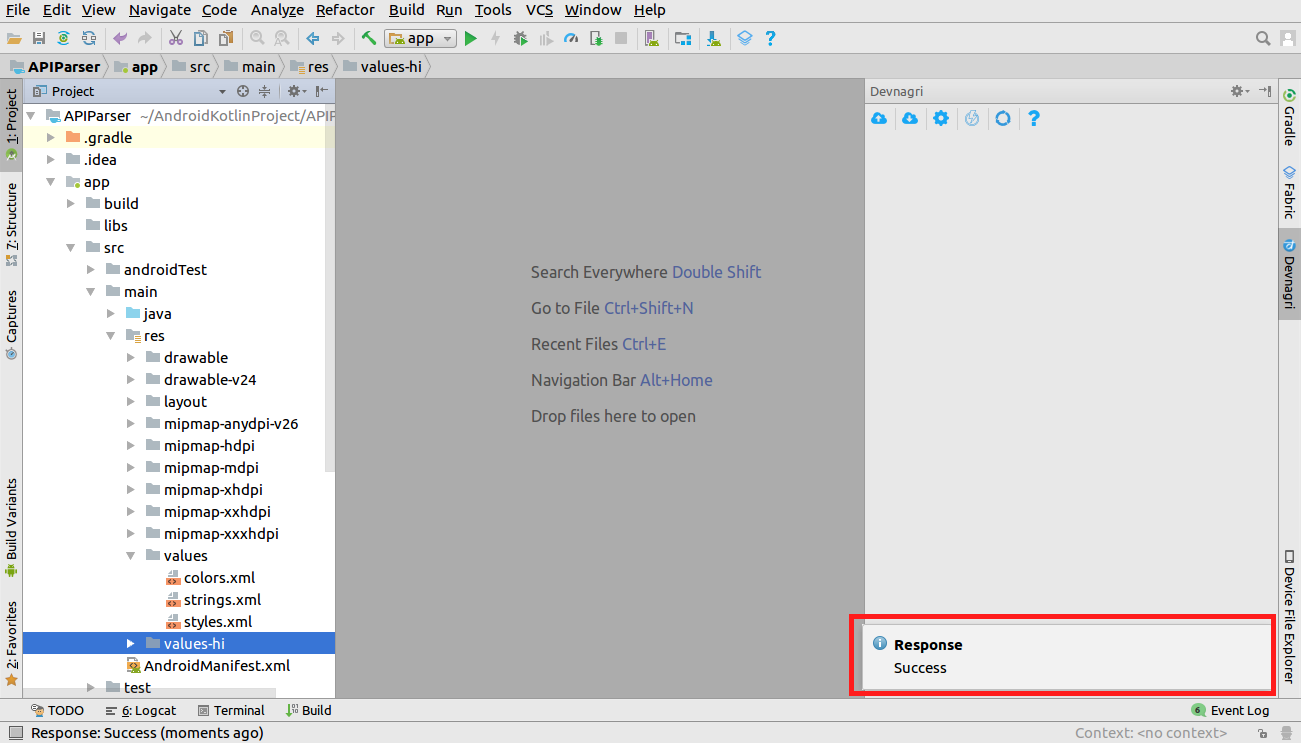 File Edit View Navigate Code Analyze Refactor Build Run Tools VCS Window Help
app
APIParser app src main res values-hi
Project
Devnagri
1: Project
7: Structure
Captures
Build Variants
2: Favorites
APIParser ~/AndroidKotlinProject/APIP
.gradle
.idea
app
build
libs
src
androidTest
main
java
res
drawable
drawable-v24
layout
mipmap-anydpi-v26
mipmap-hdpi
mipmap-mdpi
mipmap-xhdpi
mipmap-xxhdpi
mipmap-xxxhdpi
values
colors.xml
strings.xml
styles.xml
values-hi
AndroidManifest.xml
test
Search Everywhere Double Shift
Go to File Ctrl+Shift+N
Recent Files Ctrl+E
Navigation Bar Alt+Home
Drop files here to open
Gradle
Fabric
Devnagri
Device File Explorer
Response
Success
TODO 6: Logcat Terminal Build 6 Event Log
Response: Success (moments ago) Context: <no context>